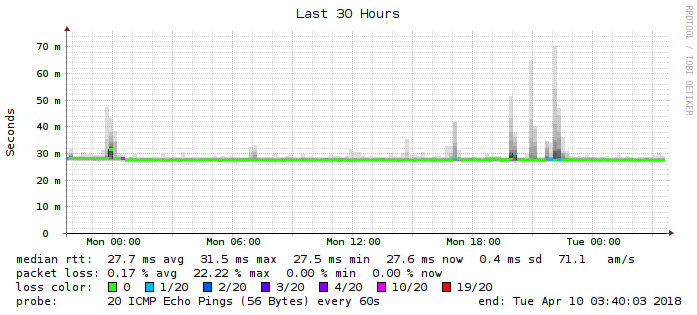 Last 30 Hours
RRDTOOL / TOBI OETIKER
Seconds
70 m
60 m
50 m
40 m
30 m
20 m
10 m
0
Mon 00:00 Mon 06:00 Mon 12:00 Mon 18:00 Tue 00:00
median rtt: 27.7 ms avg 31.5 ms max 27.5 ms min 27.6 ms now 0.4 ms sd 71.1 am/s
packet loss: 0.17 % avg 22.22 % max 0.00 % min 0.00 % now
loss color: 0 1/20 2/20 3/20 4/20 10/20 19/20
probe: 20 ICMP Echo Pings (56 Bytes) every 60s end: Tue Apr 10 03:40:03 2018